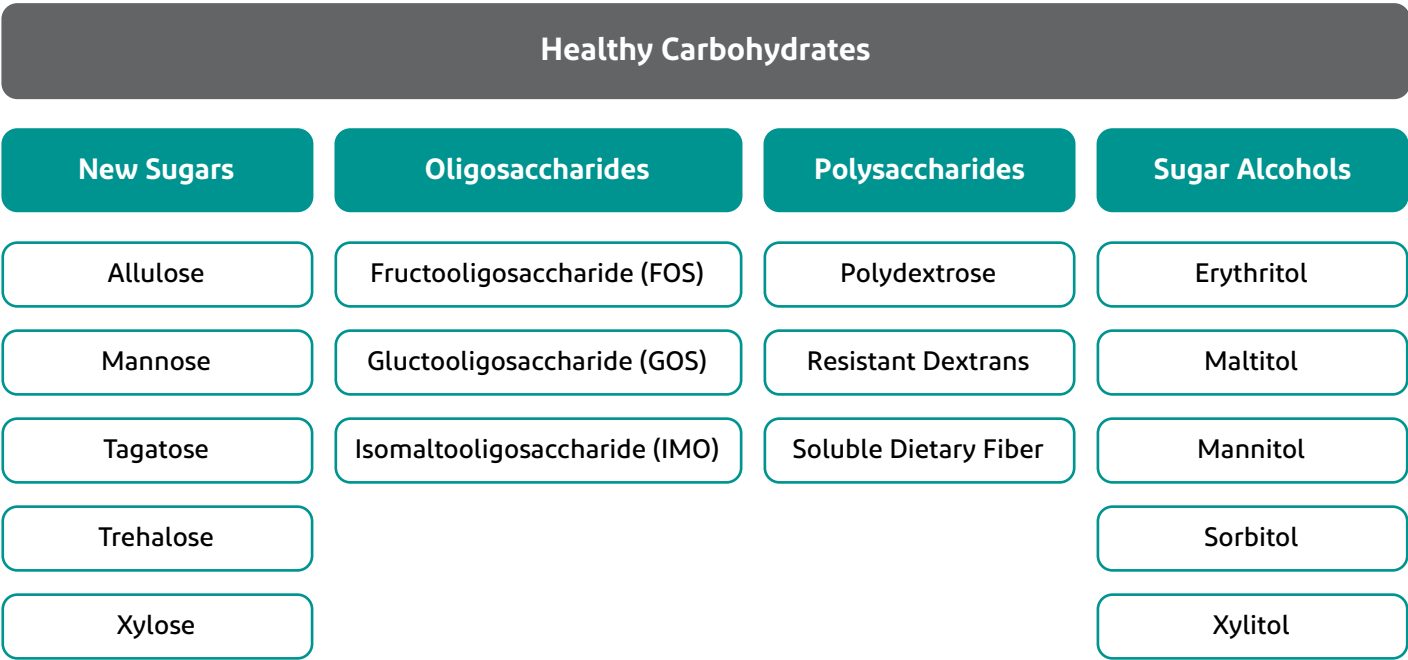 Healthy Carbohydrates
New Sugars
Oligosaccharides
Polysaccharides
Sugar Alcohols
Allulose
Fructooligosaccharide (FOS)
Polydextrose
Erythritol
Mannose
Gluctooligosaccharide (GOS)
Resistant Dextrans
Maltitol
Tagatose
Isomaltooligosaccharide (IMO)
Soluble Dietary Fiber
Mannitol
Trehalose
Sorbitol
Xylose
Xylitol